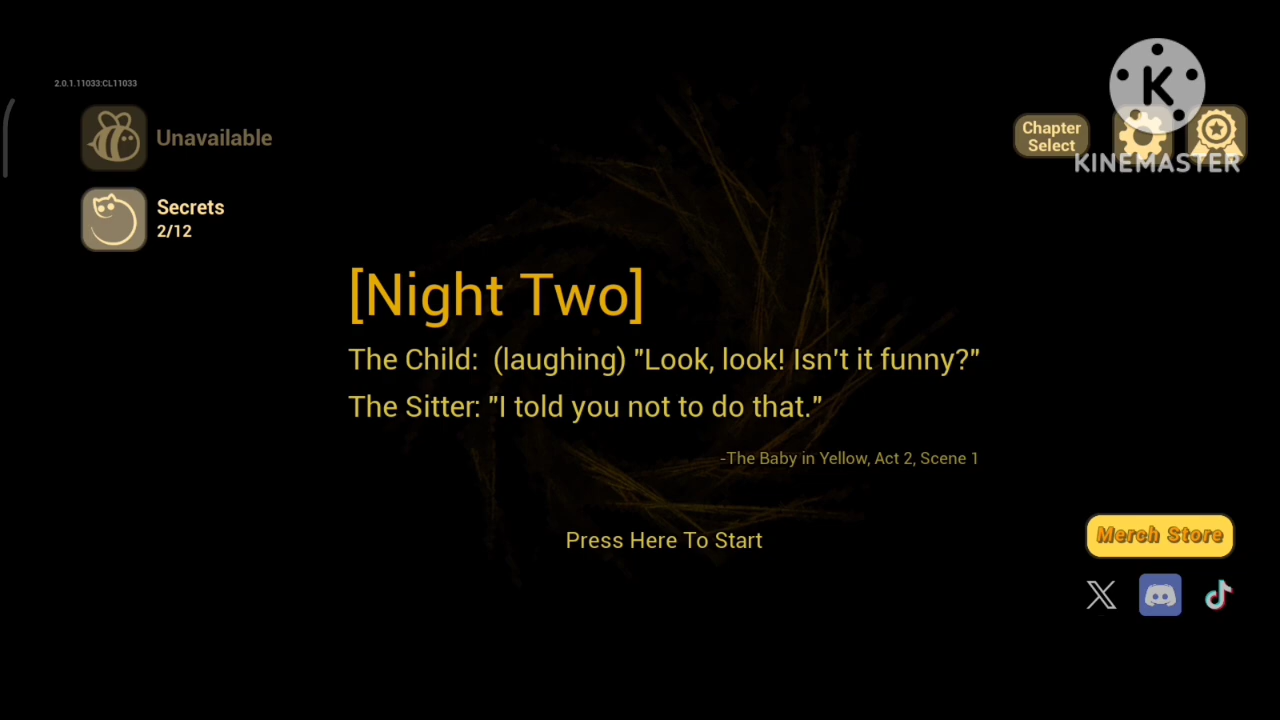 2.0.1.11033:CL11033
Unavailable
Secrets
2/12
Chapter
Select
K
KINEMASTER
[Night Two]
The Child:  (laughing) "Look, look! Isn't it funny?"
The Sitter: "I told you not to do that."
-The Baby in Yellow, Act 2, Scene 1
Press Here To Start
Merch Store